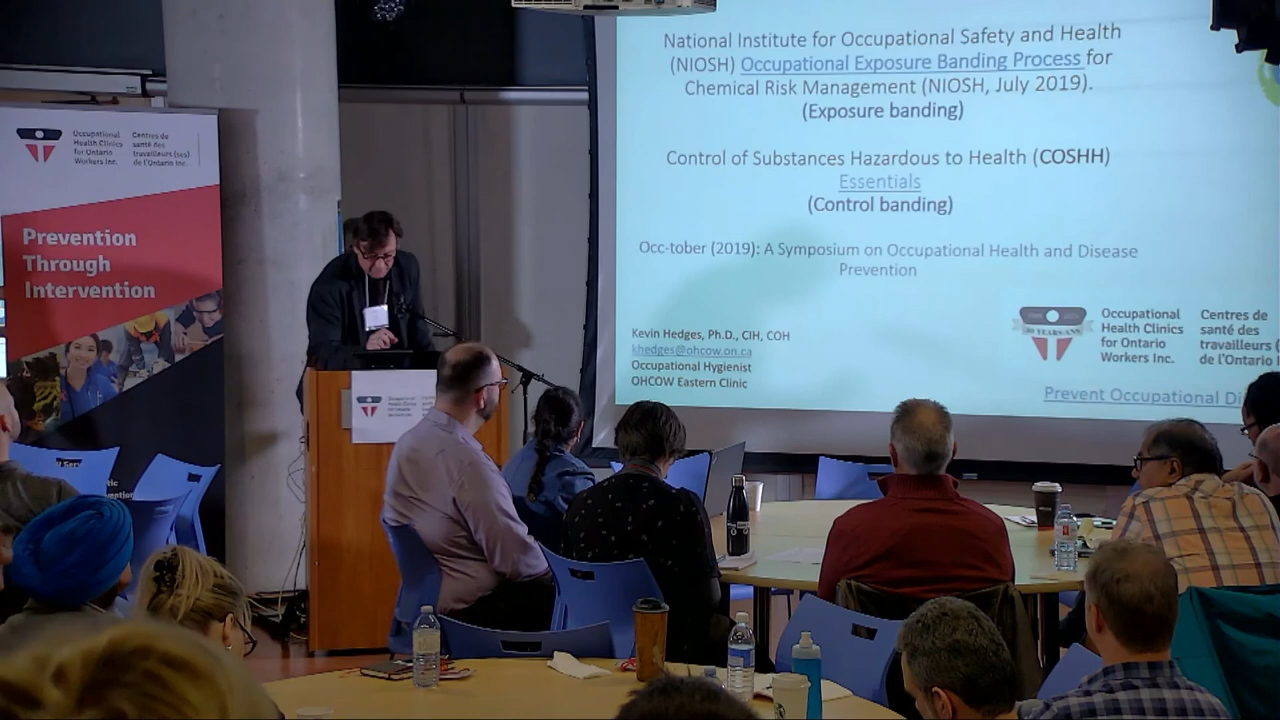 Occupational
Health Clinics
for Ontario
Workers Inc.
Centres de
santé des
travailleurs (ses)
de l'Ontario Inc.
Prevention
Through
Intervention
National Institute for Occupational Safety and Health
(NIOSH) Occupational Exposure Banding Process for
Chemical Risk Management (NIOSH, July 2019).
(Exposure banding)
Control of Substances Hazardous to Health (COSHH)
Essentials
(Control banding)
Occ-tober (2019): A Symposium on Occupational Health and Disease
Prevention
Kevin Hedges, Ph.D., CIH, COH
khedges@ohcow.on.ca
Occupational Hygienist
OHCOW Eastern Clinic
Occupational
Health Clinics
for Ontario
Workers Inc.
Centres de
santé des
travailleurs (
de l'Ontario
Prevent Occupational Di